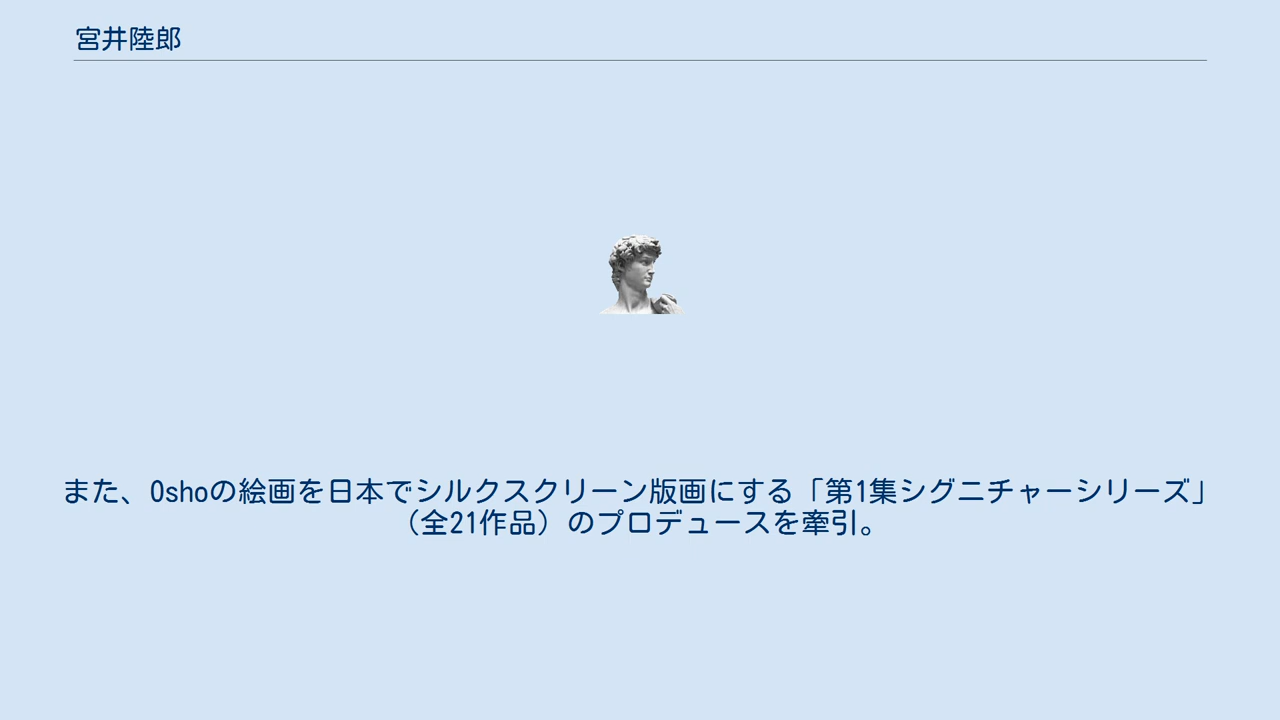 宮井陸郎
また、Oshoの絵画を日本でシルクスクリーン版画にする「第1集シグニチャーシリーズ」
（全21作品）のプロデュースを牽引。